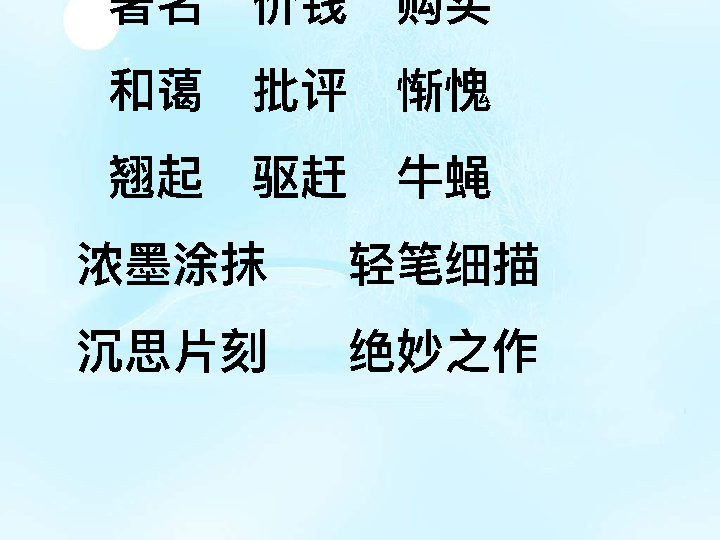 著名 价钱 购买
和蔼 批评 惭愧
翘起 驱赶 牛蝇
浓墨涂抹 轻笔细描
沉思片刻 绝妙之作